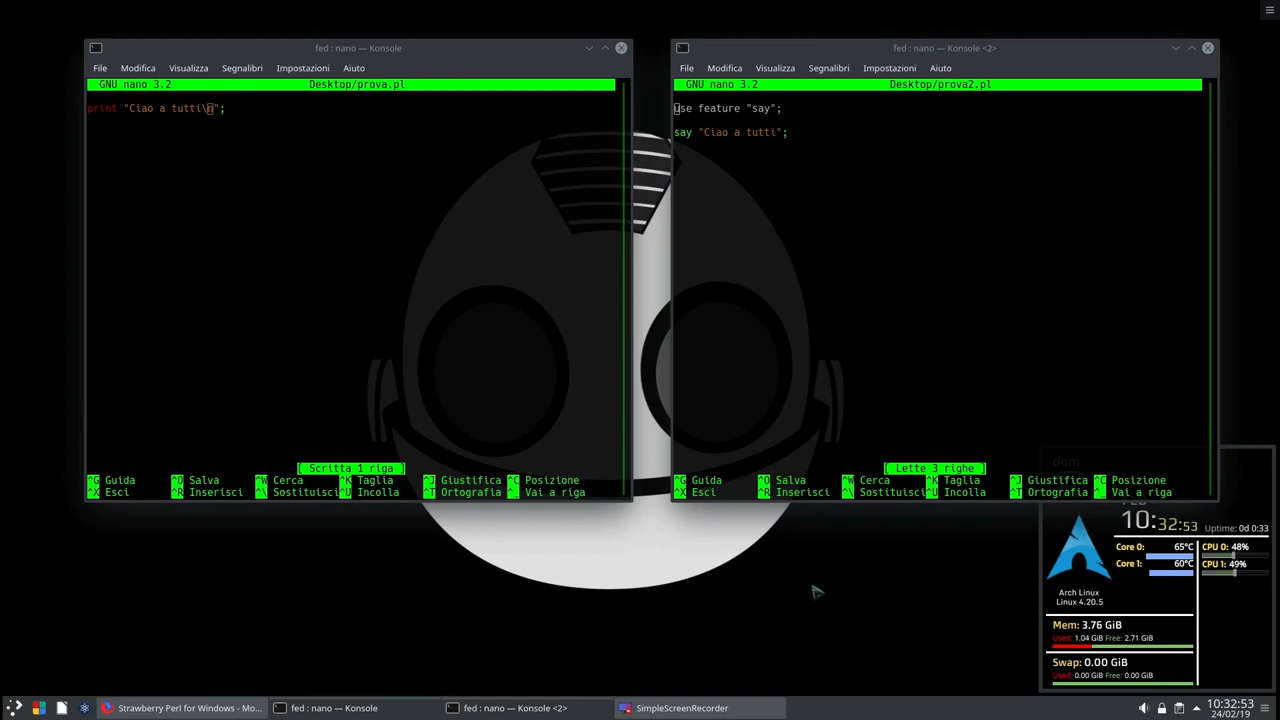 fed : nano — Konsole
File Modifica Visualizza Segnalibri Impostazioni Aiuto
GNU nano 3.2 Desktop/prova.pl
print "Ciao a tutti\n";
[ Scritta 1 riga ]
^G Guida ^O Salva ^W Cerca ^K Taglia ^J Giustifica ^C Posizione
^X Esci ^R Inserisci ^\ Sostituisci ^U Incolla ^T Ortografia ^_ Vai a riga
fed : nano — Konsole <2>
File Modifica Visualizza Segnalibri Impostazioni Aiuto
GNU nano 3.2 Desktop/prova2.pl
use feature "say";
say "Ciao a tutti";
[ Lette 3 righe ]
^G Guida ^O Salva ^W Cerca ^K Taglia ^J Giustifica ^C Posizione
^X Esci ^R Inserisci ^\ Sostituisci ^U Incolla ^T Ortografia ^_ Vai a riga
dom
10:32:53 Uptime: 0d 0:33
Core 0: 65°C CPU 0: 48%
Core 1: 60°C CPU 1: 49%
Arch Linux
Linux 4.20.5
Mem: 3.76 GiB
Used: 1.04 GiB Free: 2.71 GiB
Swap: 0.00 GiB
Used: 0.00 GiB Free: 0.00 GiB
Strawberry Perl for Windows - Mo... fed : nano — Konsole fed : nano — Konsole <2> SimpleScreenRecorder 10:32:53
24/02/19